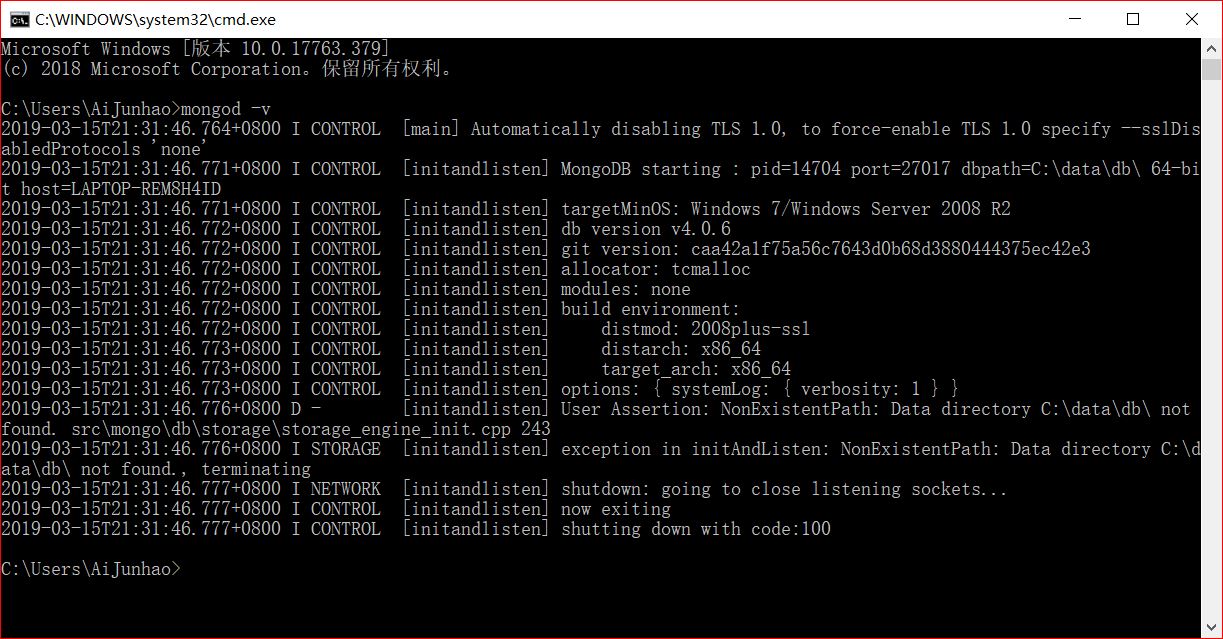 C:\WINDOWS\system32\cmd.exe
Microsoft Windows [版本 10.0.17763.379]
(c) 2018 Microsoft Corporation。保留所有权利。
C:\Users\AiJunhao>mongod -v
2019-03-15T21:31:46.764+0800 I CONTROL  [main] Automatically disabling TLS 1.0, to force-enable TLS 1.0 specify --sslDis
abledProtocols 'none'
2019-03-15T21:31:46.771+0800 I CONTROL  [initandlisten] MongoDB starting : pid=14704 port=27017 dbpath=C:\data\db\ 64-bi
t host=LAPTOP-REM8H4ID
2019-03-15T21:31:46.771+0800 I CONTROL  [initandlisten] targetMinOS: Windows 7/Windows Server 2008 R2
2019-03-15T21:31:46.772+0800 I CONTROL  [initandlisten] db version v4.0.6
2019-03-15T21:31:46.772+0800 I CONTROL  [initandlisten] git version: caa42a1f75a56c7643d0b68d3880444375ec42e3
2019-03-15T21:31:46.772+0800 I CONTROL  [initandlisten] allocator: tcmalloc
2019-03-15T21:31:46.772+0800 I CONTROL  [initandlisten] modules: none
2019-03-15T21:31:46.772+0800 I CONTROL  [initandlisten] build environment:
2019-03-15T21:31:46.772+0800 I CONTROL  [initandlisten]     distmod: 2008plus-ssl
2019-03-15T21:31:46.773+0800 I CONTROL  [initandlisten]     distarch: x86_64
2019-03-15T21:31:46.773+0800 I CONTROL  [initandlisten]     target_arch: x86_64
2019-03-15T21:31:46.773+0800 I CONTROL  [initandlisten] options: { systemLog: { verbosity: 1 } }
2019-03-15T21:31:46.776+0800 D -        [initandlisten] User Assertion: NonExistentPath: Data directory C:\data\db\ not
found. src\mongo\db\storage\storage_engine_init.cpp 243
2019-03-15T21:31:46.776+0800 I STORAGE  [initandlisten] exception in initAndListen: NonExistentPath: Data directory C:\d
ata\db\ not found., terminating
2019-03-15T21:31:46.777+0800 I NETWORK  [initandlisten] shutdown: going to close listening sockets...
2019-03-15T21:31:46.777+0800 I CONTROL  [initandlisten] now exiting
2019-03-15T21:31:46.777+0800 I CONTROL  [initandlisten] shutting down with code:100
C:\Users\AiJunhao>